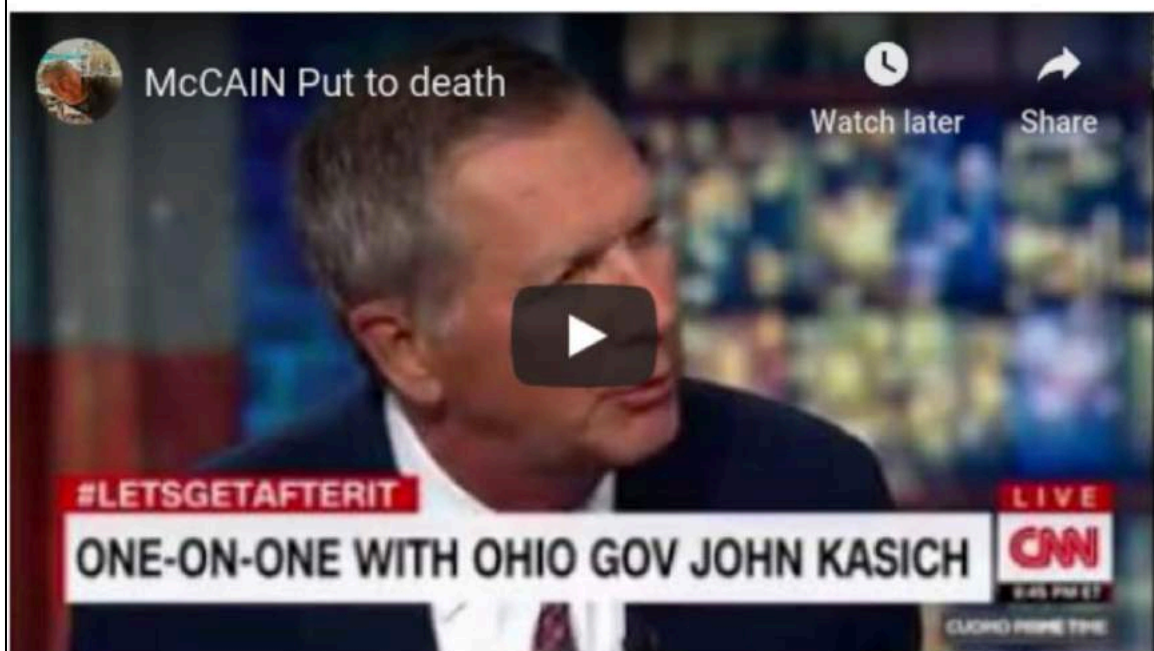 McCAIN Put to death
Watch later
Share
#LETSGETAFTERIT
LIVE
ONE-ON-ONE WITH OHIO GOV JOHN KASICH
CNN
CUOMO PRIME TIME